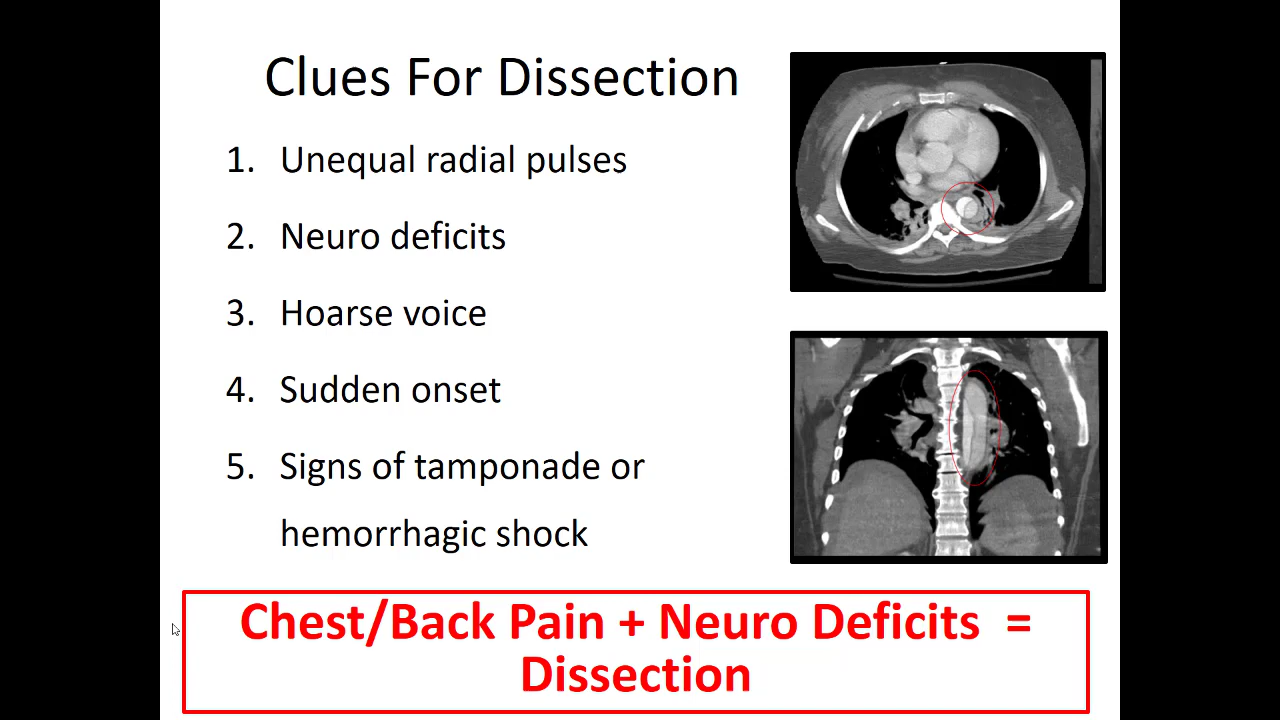 Clues For Dissection
1. Unequal radial pulses
2. Neuro deficits
3. Hoarse voice
4. Sudden onset
5. Signs of tamponade or
hemorrhagic shock
Chest/Back Pain + Neuro Deficits =
Dissection